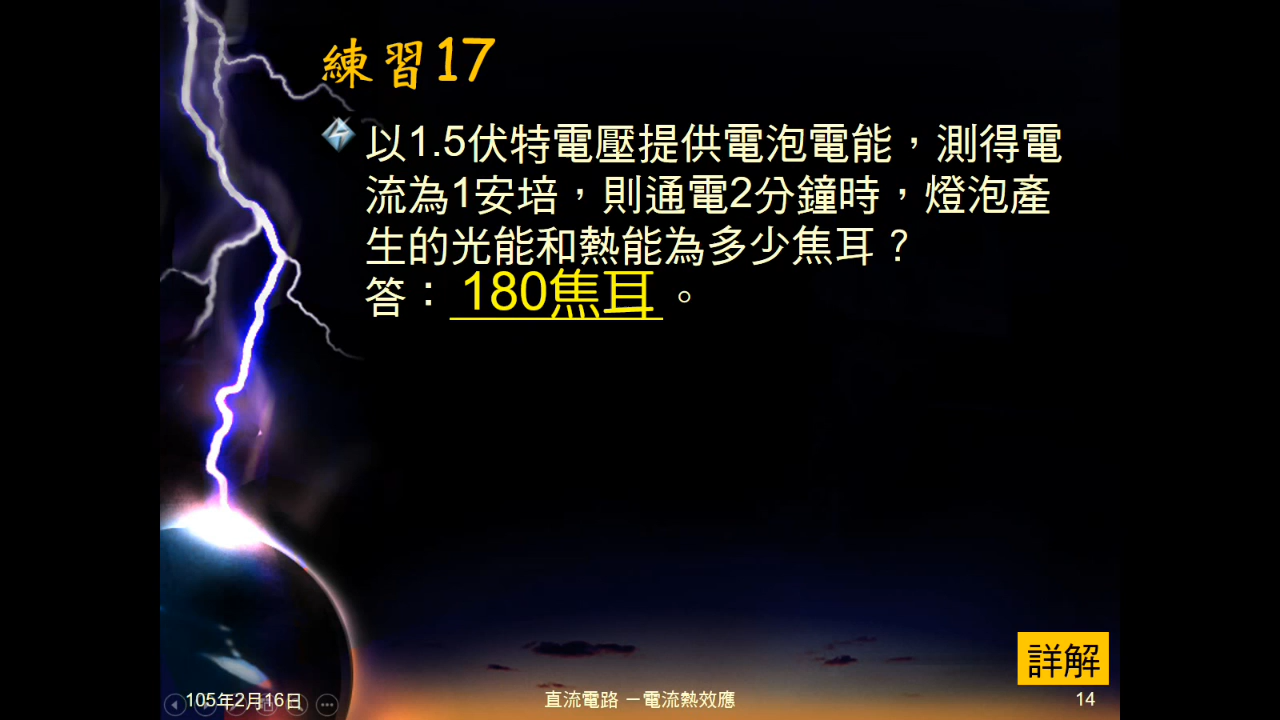 練習17
以1.5伏特電壓提供電泡電能，測得電
流為1安培，則通電2分鐘時，燈泡產
生的光能和熱能為多少焦耳？
答：180焦耳。
詳解
105年2月16日
直流電路 －電流熱效應
14